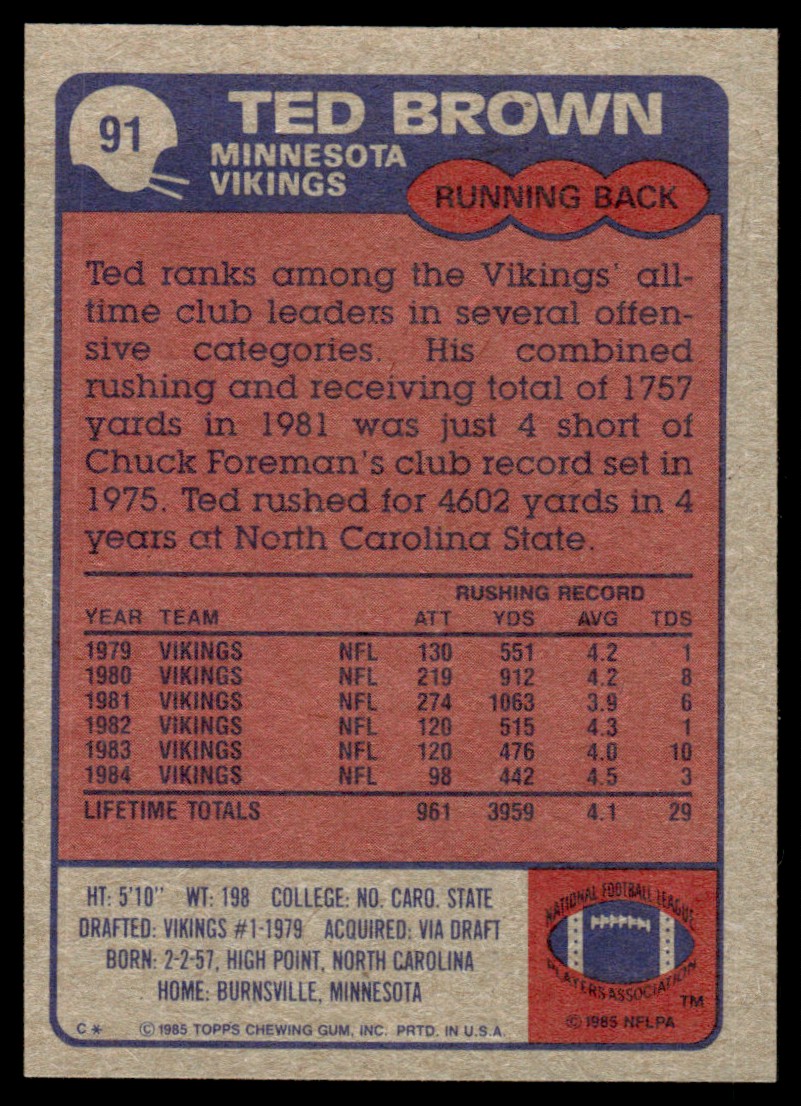 91
TED BROWN
MINNESOTA
VIKINGS
RUNNING BACK
Ted ranks among the Vikings' all-
time club leaders in several offen-
sive categories. His combined
rushing and receiving total of 1757
yards in 1981 was just 4 short of
Chuck Foreman's club record set in
1975. Ted rushed for 4602 yards in 4
years at North Carolina State.
RUSHING RECORD
YEAR TEAM ATT YDS AVG TDS
1979 VIKINGS NFL 130 551 4.2 1
1980 VIKINGS NFL 219 912 4.2 8
1981 VIKINGS NFL 274 1063 3.9 6
1982 VIKINGS NFL 120 515 4.3 1
1983 VIKINGS NFL 120 476 4.0 10
1984 VIKINGS NFL 98 442 4.5 3
LIFETIME TOTALS 961 3959 4.1 29
HT: 5'10" WT: 198 COLLEGE: NO. CARO. STATE
DRAFTED: VIKINGS #1-1979 ACQUIRED: VIA DRAFT
BORN: 2-2-57, HIGH POINT, NORTH CAROLINA
HOME: BURNSVILLE, MINNESOTA
C* © 1985 TOPPS CHEWING GUM, INC. PRTD. IN U.S.A.
NATIONAL FOOTBALL LEAGUE
PLAYERS ASSOCIATION
TM
© 1985 NFLPA